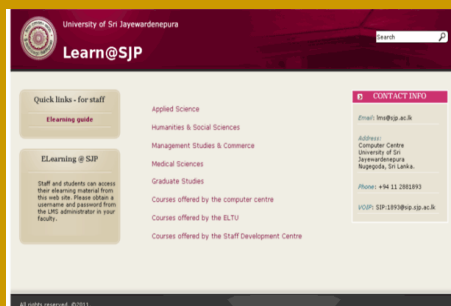 University of Sri Jayewardenepura
Learn@SJP
Search
Quick links - for staff
Elearning guide
ELearning @ SJP
Staff and students can access
their elearning material from
this web site. Please obtain a
username and password from
the LMS administrator in your
faculty.
Applied Science
Humanities & Social Sciences
Management Studies & Commerce
Medical Sciences
Graduate Studies
Courses offered by the computer centre
Courses offered by the ELTU
Courses offered by the Staff Development Centre
CONTACT INFO
Email: lms@sjp.ac.lk
Address:
Computer Centre
University of Sri
Jayewardenepura
Nugegoda, Sri Lanka.
Phone: +94 11 2881893
VOIP: SIP:1893@sip.sjp.ac.lk
All rights reserved. ©2011